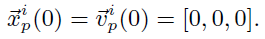 $\vec{x}_p^i(0) = \vec{v}_p^i(0) = [0, 0, 0].$